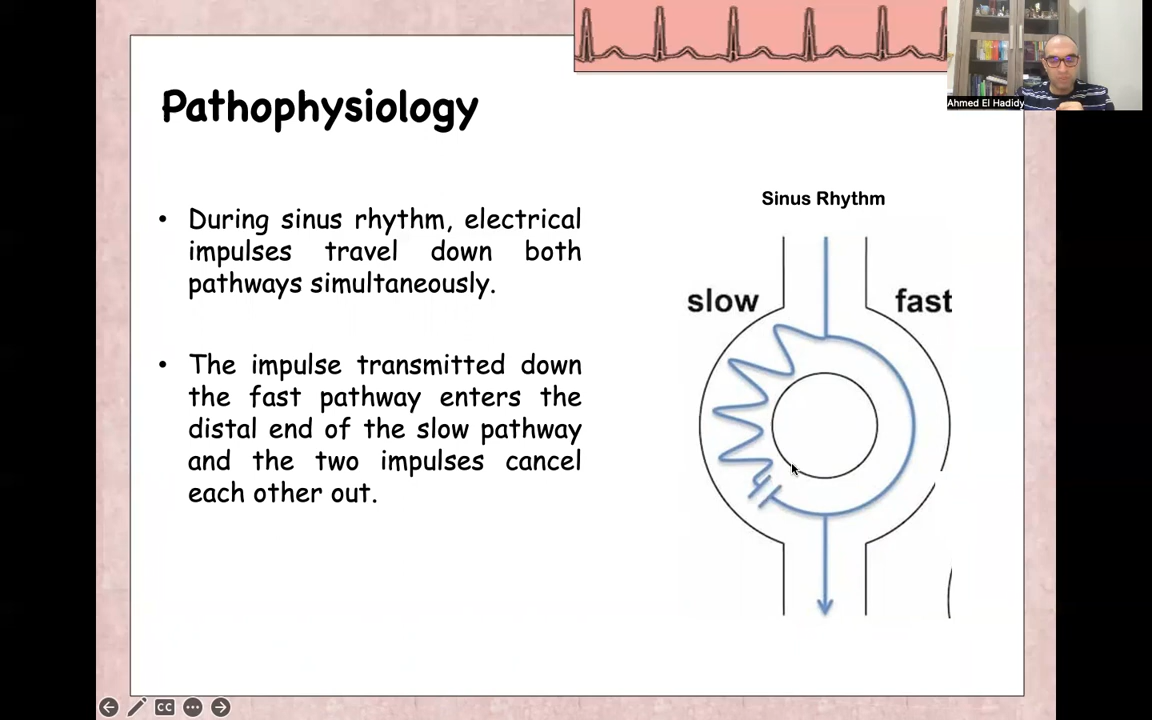 Ahmed El Hadidy
Pathophysiology
• During sinus rhythm, electrical
impulses travel down both
pathways simultaneously.
• The impulse transmitted down
the fast pathway enters the
distal end of the slow pathway
and the two impulses cancel
each other out.
Sinus Rhythm
slow
fast
CC